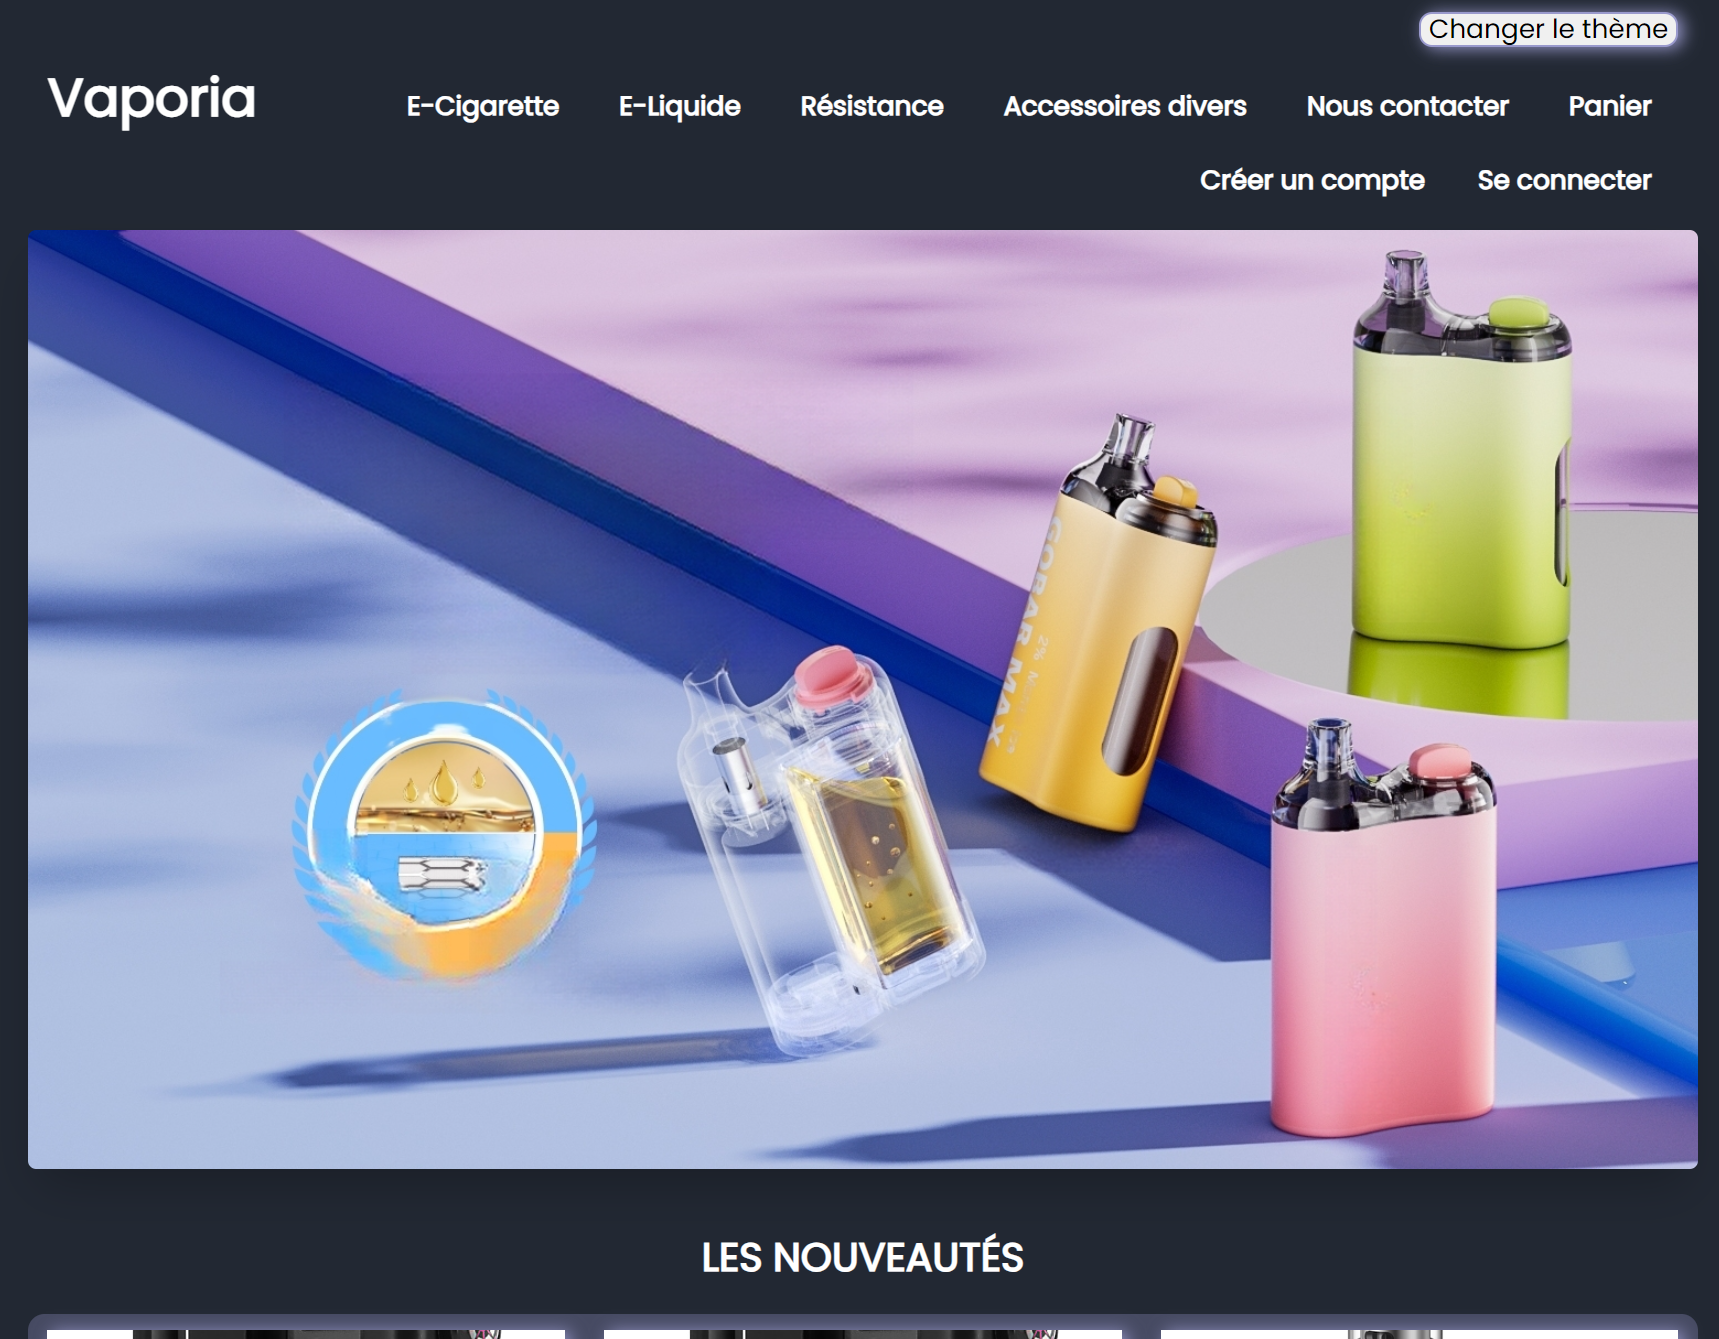 Changer le thème
Vaporia
E-Cigarette E-Liquide Résistance Accessoires divers Nous contacter Panier
Créer un compte Se connecter
GOBAR MAX
2%
LES NOUVEAUTÉS